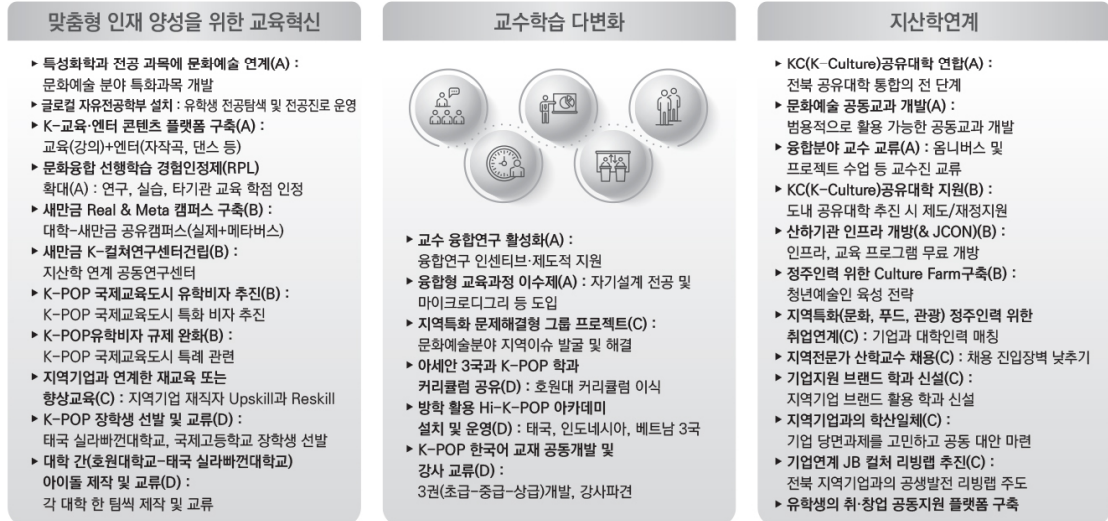 맞춤형 인재 양성을 위한 교육혁신
▶ 특성화학과 전공 과목에 문화예술 연계(A) :
문화예술 분야 특화과목 개발
▶ 글로컬 자유전공학부 설치 : 유학생 전공탐색 및 전공진로 운영
▶ K-교육·엔터 콘텐츠 플랫폼 구축(A) :
교육(강의)+엔터(자작곡, 댄스 등)
▶ 문화융합 선행학습 경험인정제(RPL)
확대(A) : 연구, 실습, 타기관 교육 학점 인정
▶ 새만금 Real & Meta 캠퍼스 구축(B) :
대학-새만금 공유캠퍼스(실제+메타버스)
▶ 새만금 K-컬쳐연구센터건립(B) :
지산학 연계 공동연구센터
▶ K-POP 국제교육도시 유학비자 추진(B) :
K-POP 국제교육도시 특화 비자 추진
▶ K-POP유학비자 규제 완화(B) :
K-POP 국제교육도시 특례 관련
▶ 지역기업과 연계한 재교육 또는
향상교육(C) : 지역기업 재직자 Upskill과 Reskill
▶ K-POP 장학생 선발 및 교류(D) :
태국 실라빠껀대학교, 국제고등학교 장학생 선발
▶ 대학 간(호원대학교-태국 실라빠껀대학교)
아이돌 제작 및 교류(D) :
각 대학 한 팀씩 제작 및 교류
교수학습 다변화
▶ 교수 융합연구 활성화(A) :
융합연구 인센티브·제도적 지원
▶ 융합형 교육과정 이수제(A) : 자기설계 전공 및
마이크로디그리 등 도입
▶ 지역특화 문제해결형 그룹 프로젝트(C) :
문화예술분야 지역이슈 발굴 및 해결
▶ 아세안 3국과 K-POP 학과
커리큘럼 공유(D) : 호원대 커리큘럼 이식
▶ 방학 활용 Hi-K-POP 아카데미
설치 및 운영(D) : 태국, 인도네시아, 베트남 3국
▶ K-POP 한국어 교재 공동개발 및
강사 교류(D) :
3권(초급-중급-상급)개발, 강사파견
지산학연계
▶ KC(K-Culture)공유대학 연합(A) :
전북 공유대학 통합의 전 단계
▶ 문화예술 공동교과 개발(A) :
범용적으로 활용 가능한 공동교과 개발
▶ 융합분야 교수 교류(A) : 옴니버스 및
프로젝트 수업 등 교수진 교류
▶ KC(K-Culture)공유대학 지원(B) :
도내 공유대학 추진 시 제도/재정지원
▶ 산하기관 인프라 개방(& JCON)(B) :
인프라, 교육 프로그램 무료 개방
▶ 정주인력 위한 Culture Farm구축(B) :
청년예술인 육성 전략
▶ 지역특화(문화, 푸드, 관광) 정주인력 위한
취업연계(C) : 기업과 대학인력 매칭
▶ 지역전문가 산학교수 채용(C) : 채용 진입장벽 낮추기
▶ 기업지원 브랜드 학과 신설(C) :
지역기업 브랜드 활용 학과 신설
▶ 지역기업과의 학산일체(C) :
기업 당면과제를 고민하고 공동 대안 마련
▶ 기업연계 JB 컬처 리빙랩 추진(C) :
전북 지역기업과의 공생발전 리빙랩 주도
▶ 유학생의 취·창업 공동지원 플랫폼 구축